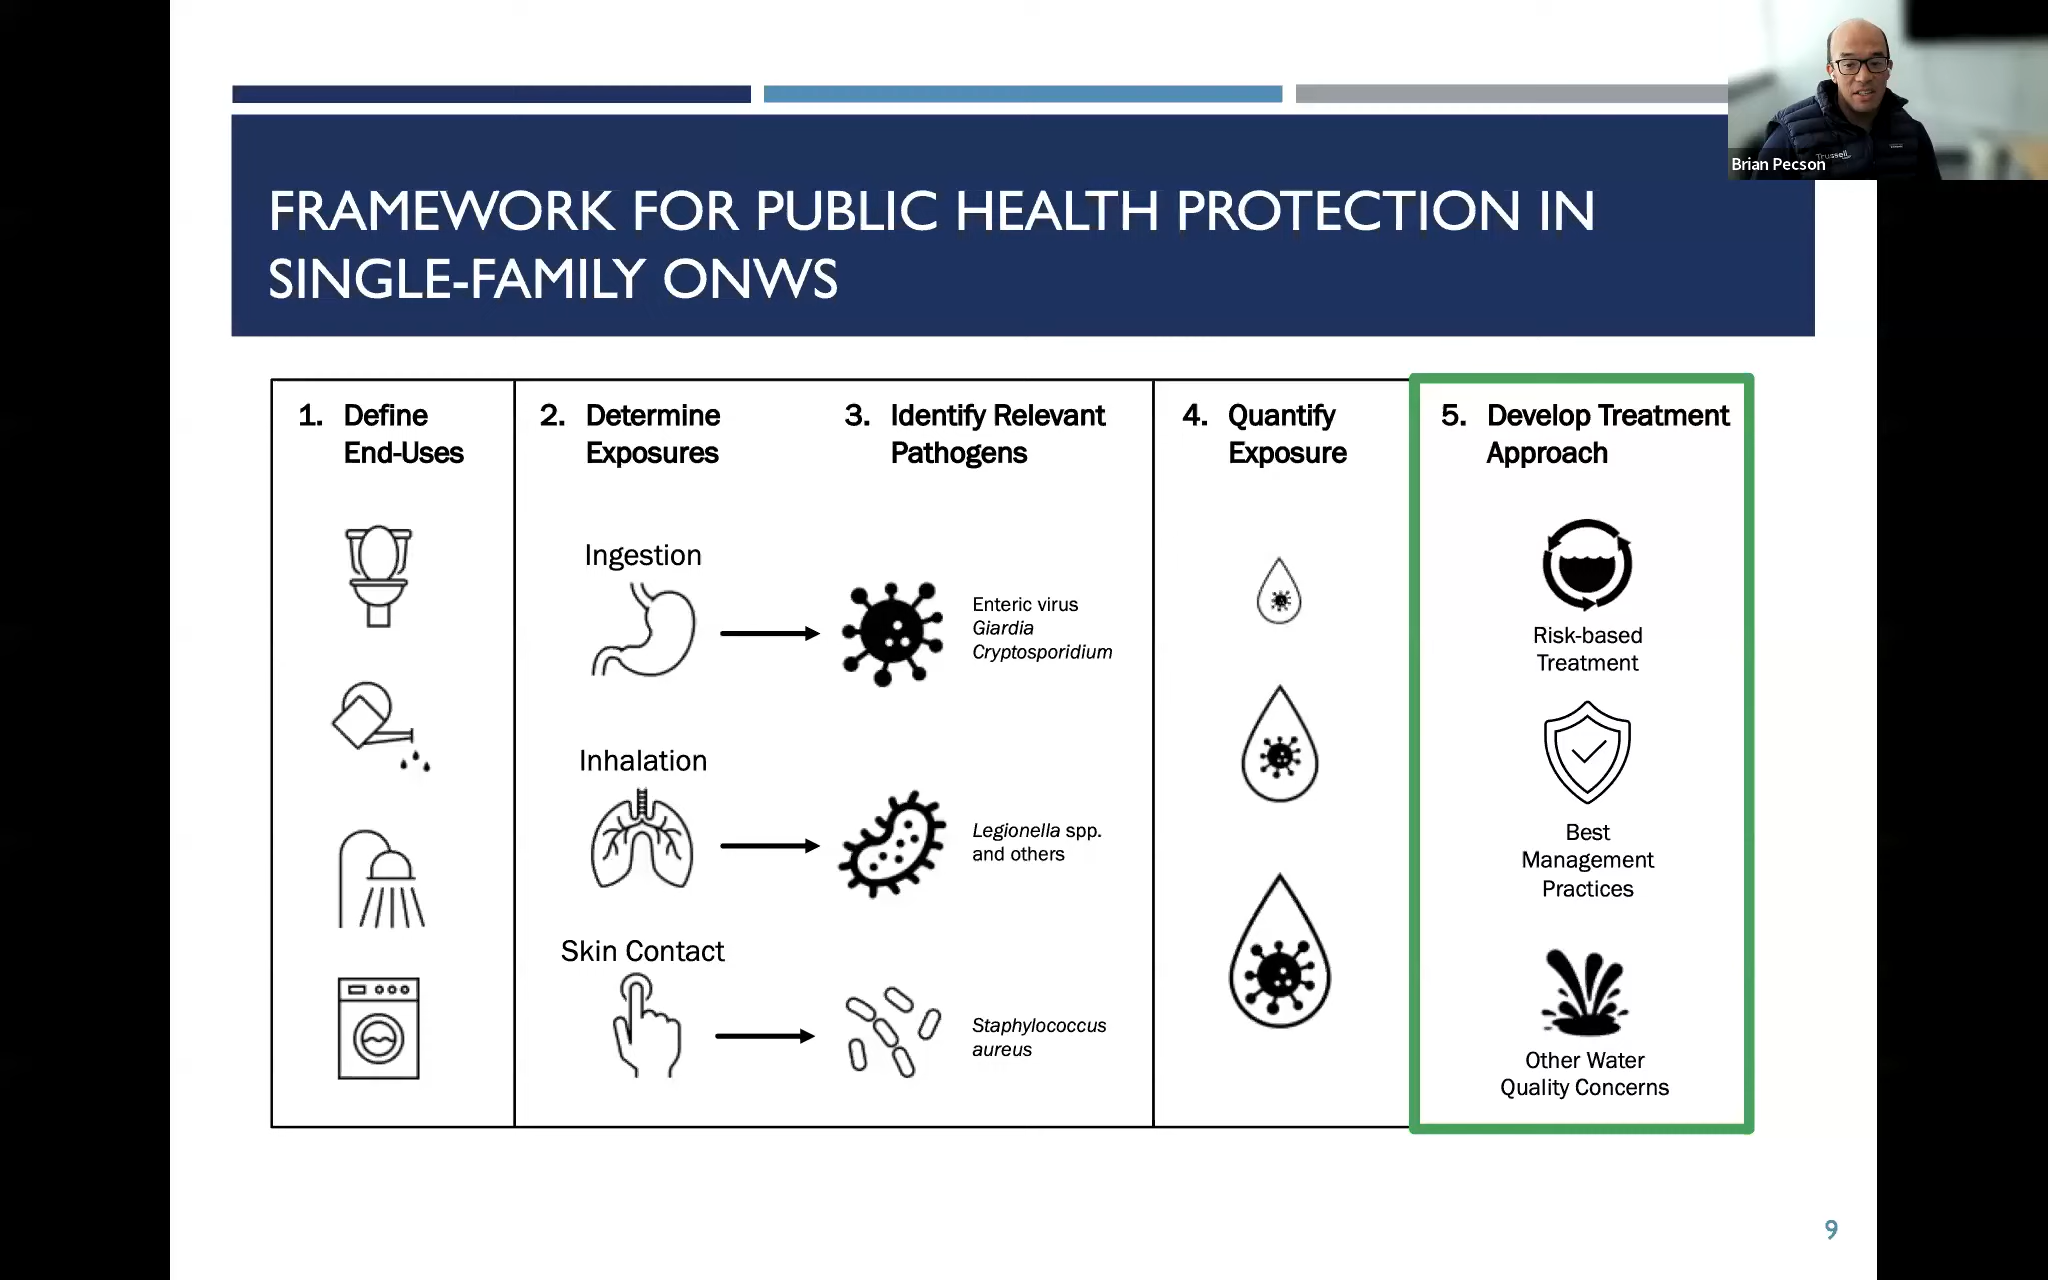 Trussell
Brian Pecson
FRAMEWORK FOR PUBLIC HEALTH PROTECTION IN
SINGLE-FAMILY ONWS
1. Define
End-Uses
2. Determine
Exposures
Ingestion
Inhalation
Skin Contact
3. Identify Relevant
Pathogens
Enteric virus
Giardia
Cryptosporidium
Legionella spp.
and others
Staphylococcus
aureus
4. Quantify
Exposure
5. Develop Treatment
Approach
Risk-based
Treatment
Best
Management
Practices
Other Water
Quality Concerns
9